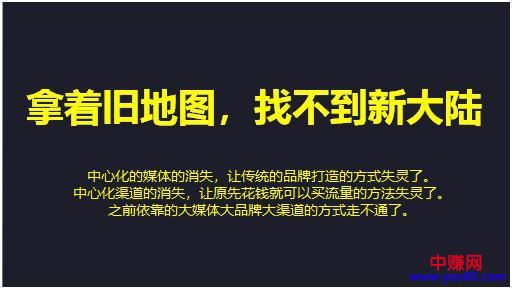 拿着旧地图，找不到新大陆
中心化的媒体的消失，让传统的品牌打造的方式失灵了。
中心化渠道的消失，让原先花钱就可以买流量的方法失灵了。
之前依靠的大媒体大品牌大渠道的方式走不通了。
中赚网